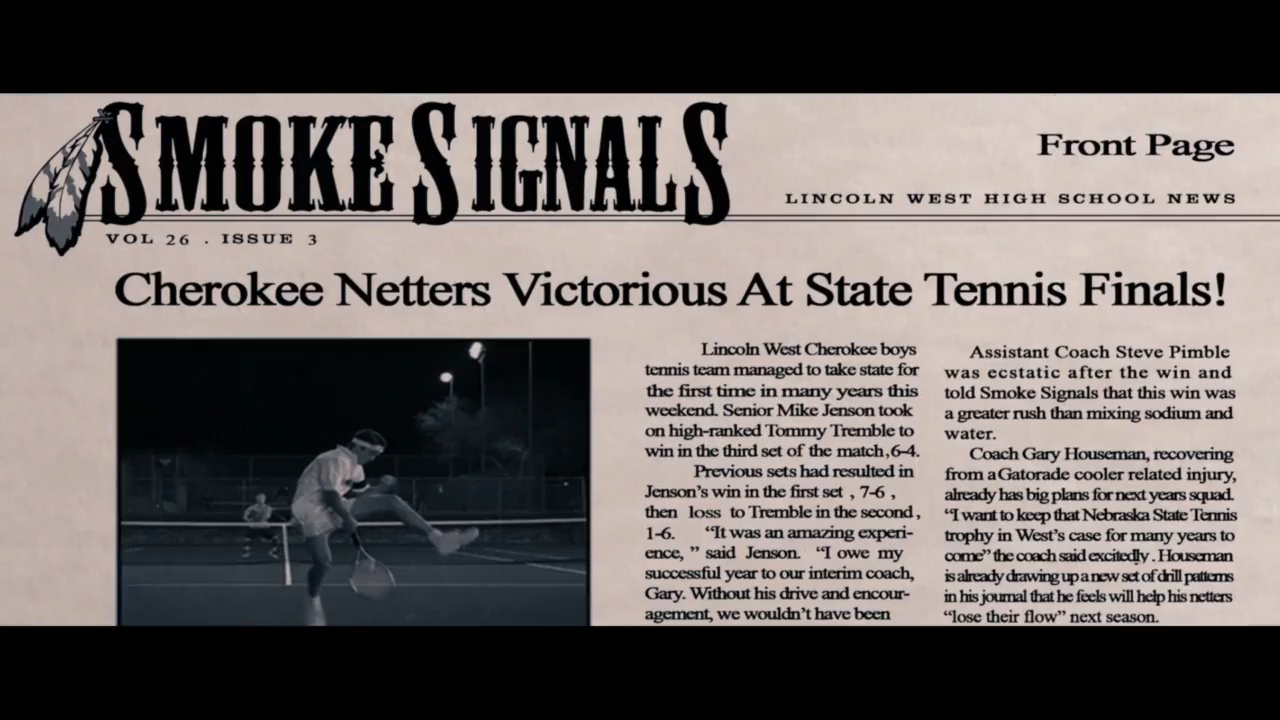 SMOKE SIGNALS
Front Page
LINCOLN WEST HIGH SCHOOL NEWS
VOL 26 . ISSUE 3
Cherokee Netters Victorious At State Tennis Finals!
Lincoln West Cherokee boys
tennis team managed to take state for
the first time in many years this
weekend. Senior Mike Jenson took
on high-ranked Tommy Tremble to
win in the third set of the match,6-4.
Previous sets had resulted in
Jenson's win in the first set , 7-6 ,
then loss to Tremble in the second ,
1-6. "It was an amazing experi-
ence, " said Jenson. "I owe my
successful year to our interim coach,
Gary. Without his drive and encour-
agement, we wouldn't have been
Assistant Coach Steve Pimble
was ecstatic after the win and
told Smoke Signals that this win was
a greater rush than mixing sodium and
water.
Coach Gary Houseman, recovering
from a Gatorade cooler related injury,
already has big plans for next years squad.
"I want to keep that Nebraska State Tennis
trophy in West's case for many years to
come" the coach said excitedly . Houseman
is already drawing up a new set of drill patterns
in his journal that he feels will help his netters
"lose their flow" next season.